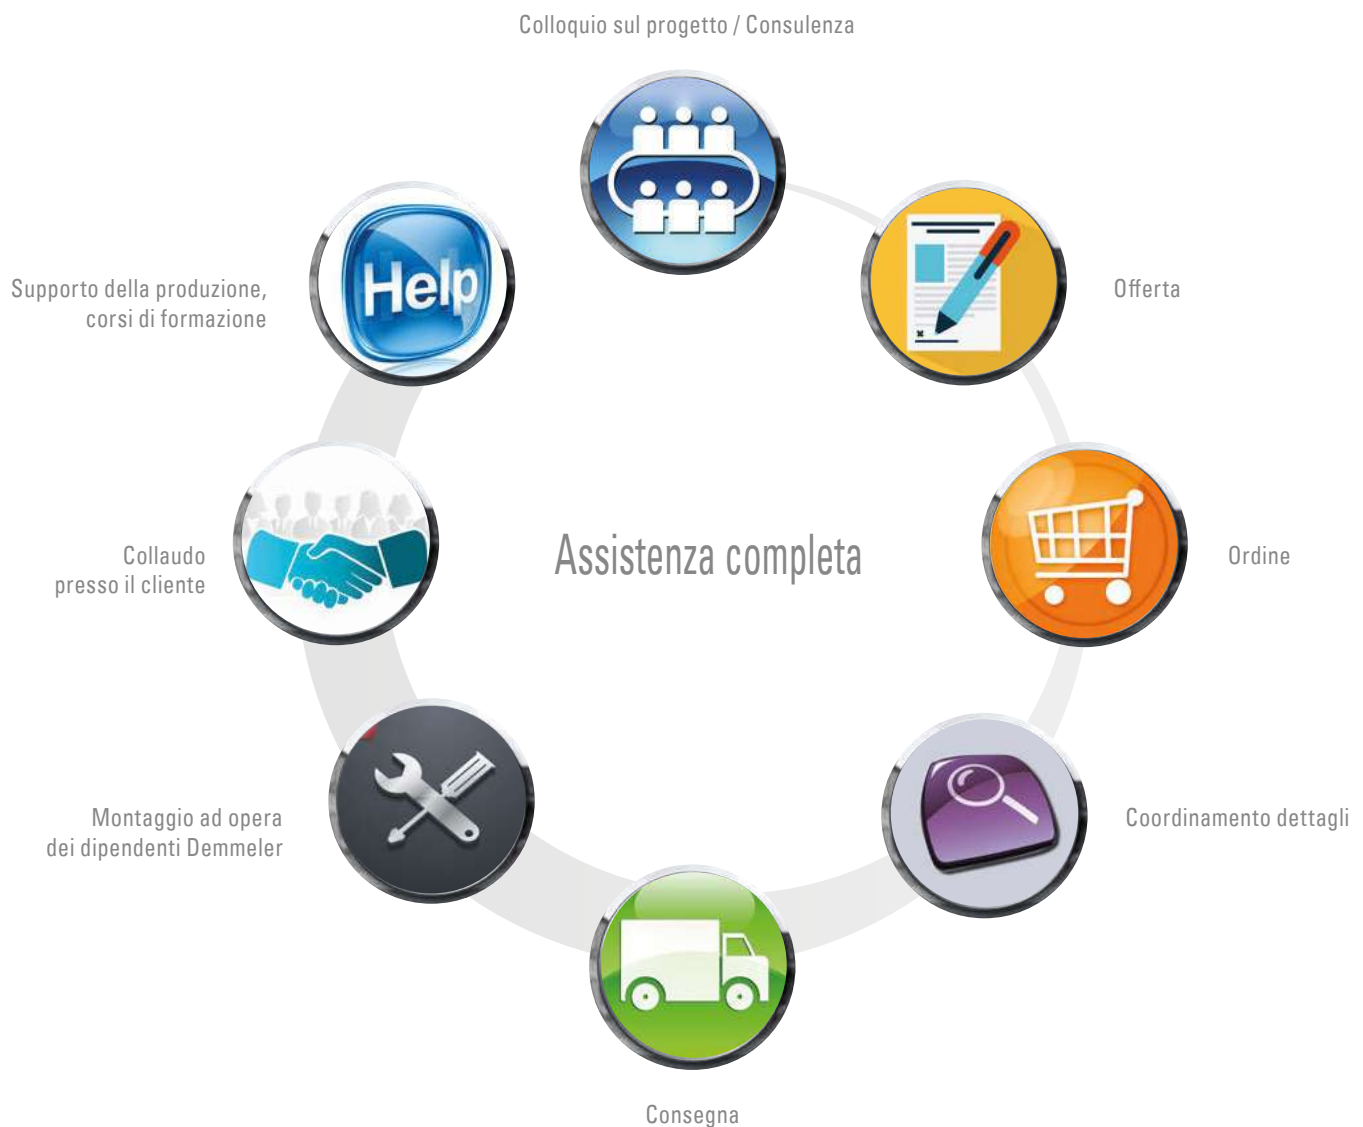 Colloquio sul progetto / Consulenza
Help
Supporto della produzione,
corsi di formazione
Offerta
Collaudo
presso il cliente
Assistenza completa
Ordine
Montaggio ad opera
dei dipendenti Demmeler
Coordinamento dettagli
Consegna